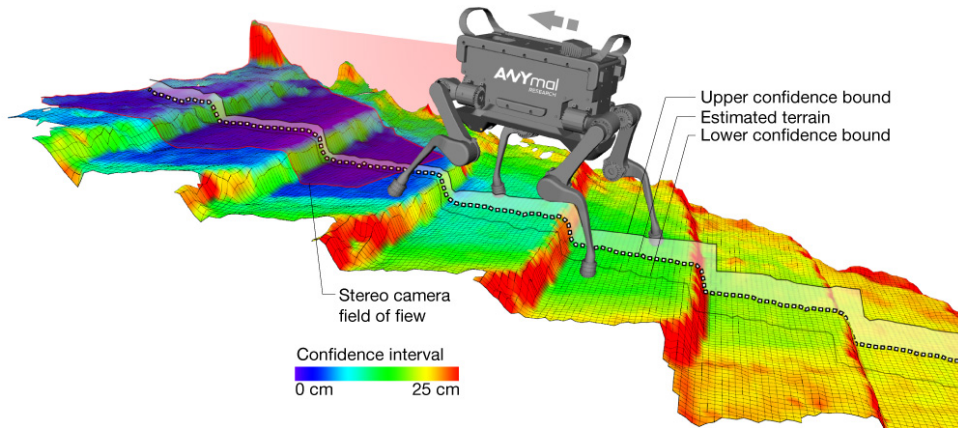 ANYmal
RESEARCH
Upper confidence bound
Estimated terrain
Lower confidence bound
Stereo camera
field of fiew
Confidence interval
0 cm 25 cm